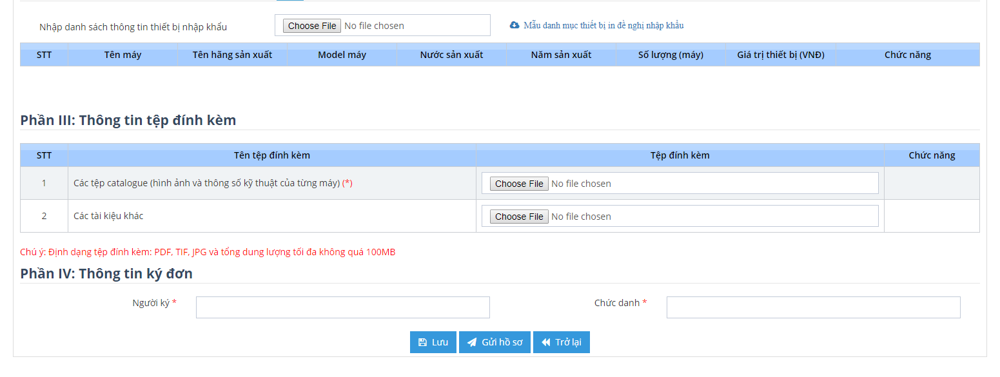 Nhập danh sách thông tin thiết bị nhập khẩu Choose File No file chosen Mẫu danh mục thiết bị in đề nghị nhập khẩu
STT Tên máy Tên hãng sản xuất Model máy Nước sản xuất Năm sản xuất Số lượng (máy) Giá trị thiết bị (VNĐ) Chức năng
Phần III: Thông tin tệp đính kèm
STT Tên tệp đính kèm Tệp đính kèm Chức năng
1 Các tệp catalogue (hình ảnh và thông số kỹ thuật của từng máy) (*) Choose File No file chosen
2 Các tài kiệu khác Choose File No file chosen
Chú ý: Định dạng tệp đính kèm: PDF, TIF, JPG và tổng dung lượng tối đa không quá 100MB
Phần IV: Thông tin ký đơn
Người ký * Chức danh *
Lưu Gửi hồ sơ Trở lại